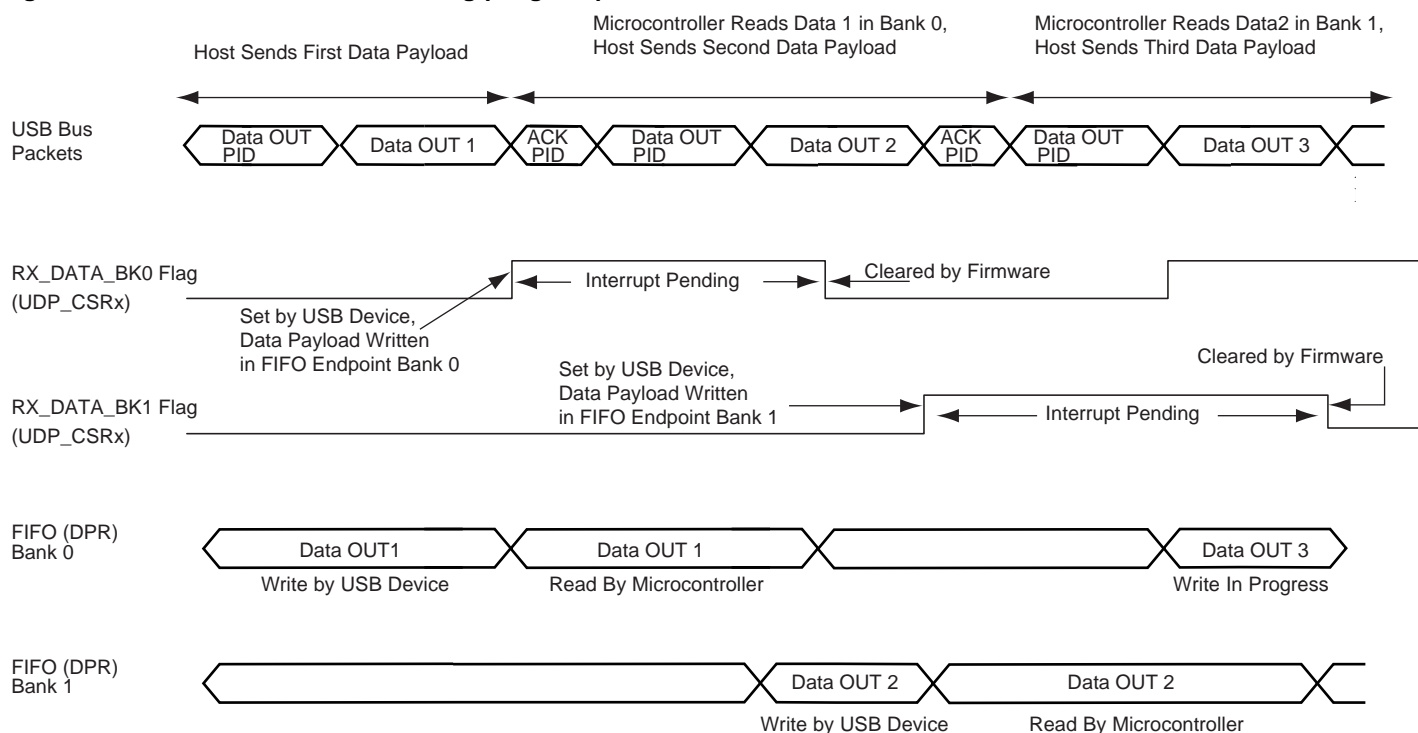 Microcontroller Reads Data 1 in Bank 0,
Host Sends Second Data Payload
Microcontroller Reads Data2 in Bank 1,
Host Sends Third Data Payload
Host Sends First Data Payload
USB Bus
Packets
Data OUT
PID
Data OUT 1
ACK
PID
Data OUT
PID
Data OUT 2
ACK
PID
Data OUT
PID
Data OUT 3
RX_DATA_BK0 Flag
(UDP_CSRx)
Interrupt Pending
Cleared by Firmware
Set by USB Device,
Data Payload Written
in FIFO Endpoint Bank 0
Set by USB Device,
Data Payload Written
in FIFO Endpoint Bank 1
Cleared by Firmware
RX_DATA_BK1 Flag
(UDP_CSRx)
Interrupt Pending
FIFO (DPR)
Bank 0
Data OUT1
Data OUT 1
Data OUT 3
Write by USB Device
Read By Microcontroller
Write In Progress
FIFO (DPR)
Bank 1
Data OUT 2
Data OUT 2
Write by USB Device
Read By Microcontroller